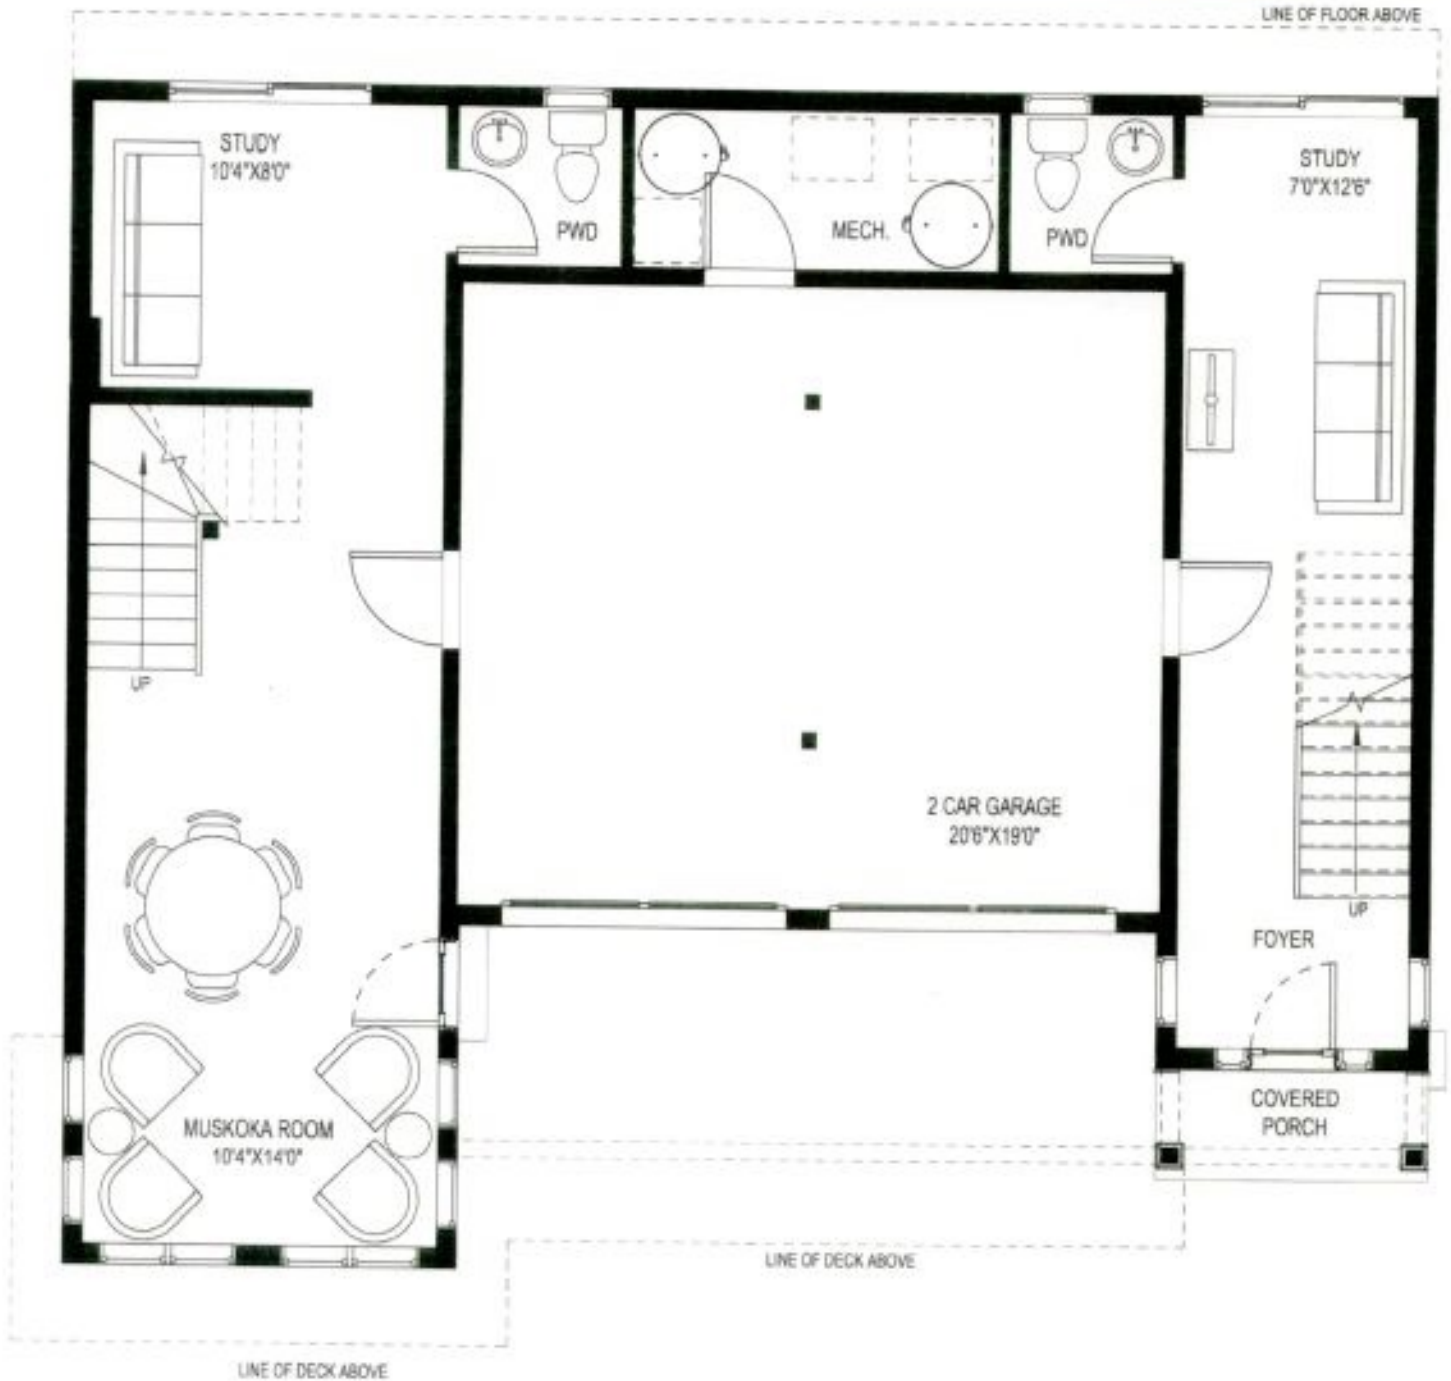 LINE OF FLOOR ABOVE
STUDY
10'4"X8'0"
PWD
MECH.
PWD
STUDY
7'0"X12'6"
UP
2 CAR GARAGE
20'6"X19'0"
UP
FOYER
MUSKOKA ROOM
10'4"X14'0"
COVERED
PORCH
LINE OF DECK ABOVE
LINE OF DECK ABOVE